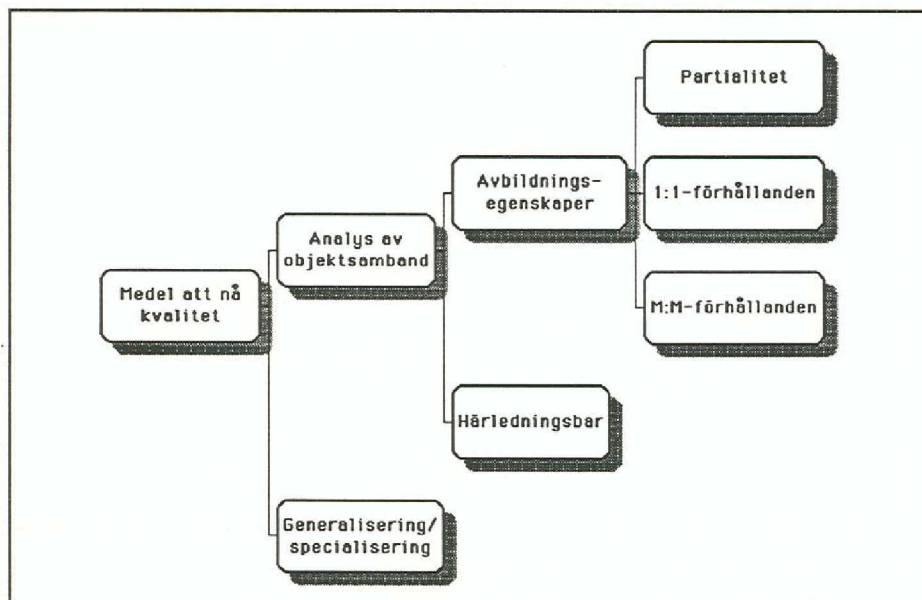 Partialitet
Avbildnings-
egenskaper
1:1-förhållanden
Analys av
objektsamband
Medel att nå
kvalitet
M:M-förhållanden
Härledningsbar
Generalisering/
specialisering